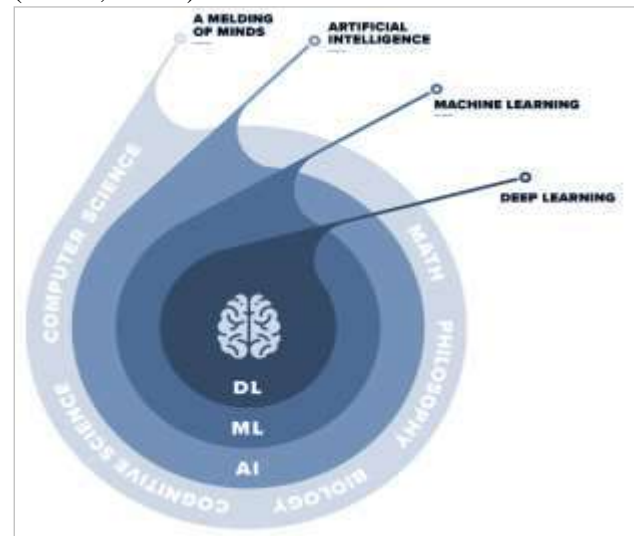 A MELDING
OF MINDS
ARTIFICIAL
INTELLIGENCE
MACHINE LEARNING
DEEP LEARNING
COMPUTER SCIENCE
MATH
PHILOSOPHY
BIOLOGY
COGNITIVE SCIENCE
DL
ML
AI